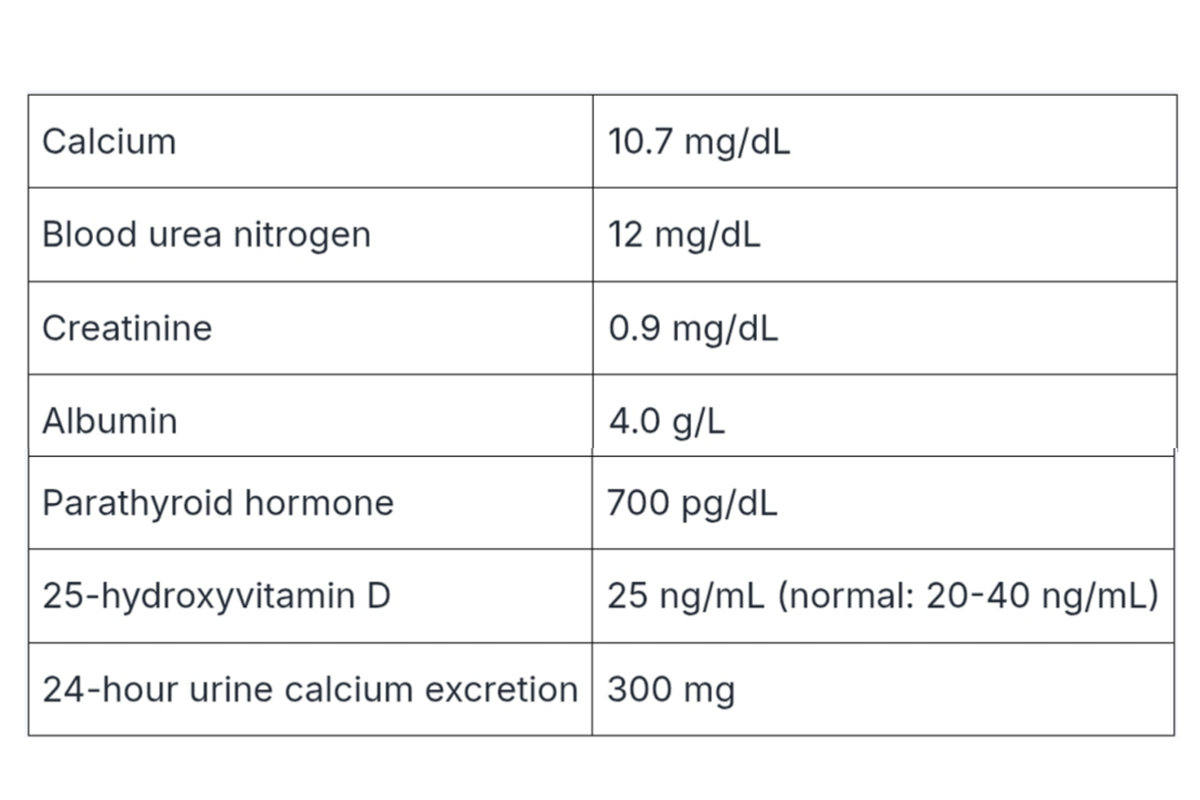 Calcium 10.7 mg/dL
Blood urea nitrogen 12 mg/dL
Creatinine 0.9 mg/dL
Albumin 4.0 g/L
Parathyroid hormone 700 pg/dL
25-hydroxyvitamin D 25 ng/mL (normal: 20-40 ng/mL)
24-hour urine calcium excretion 300 mg